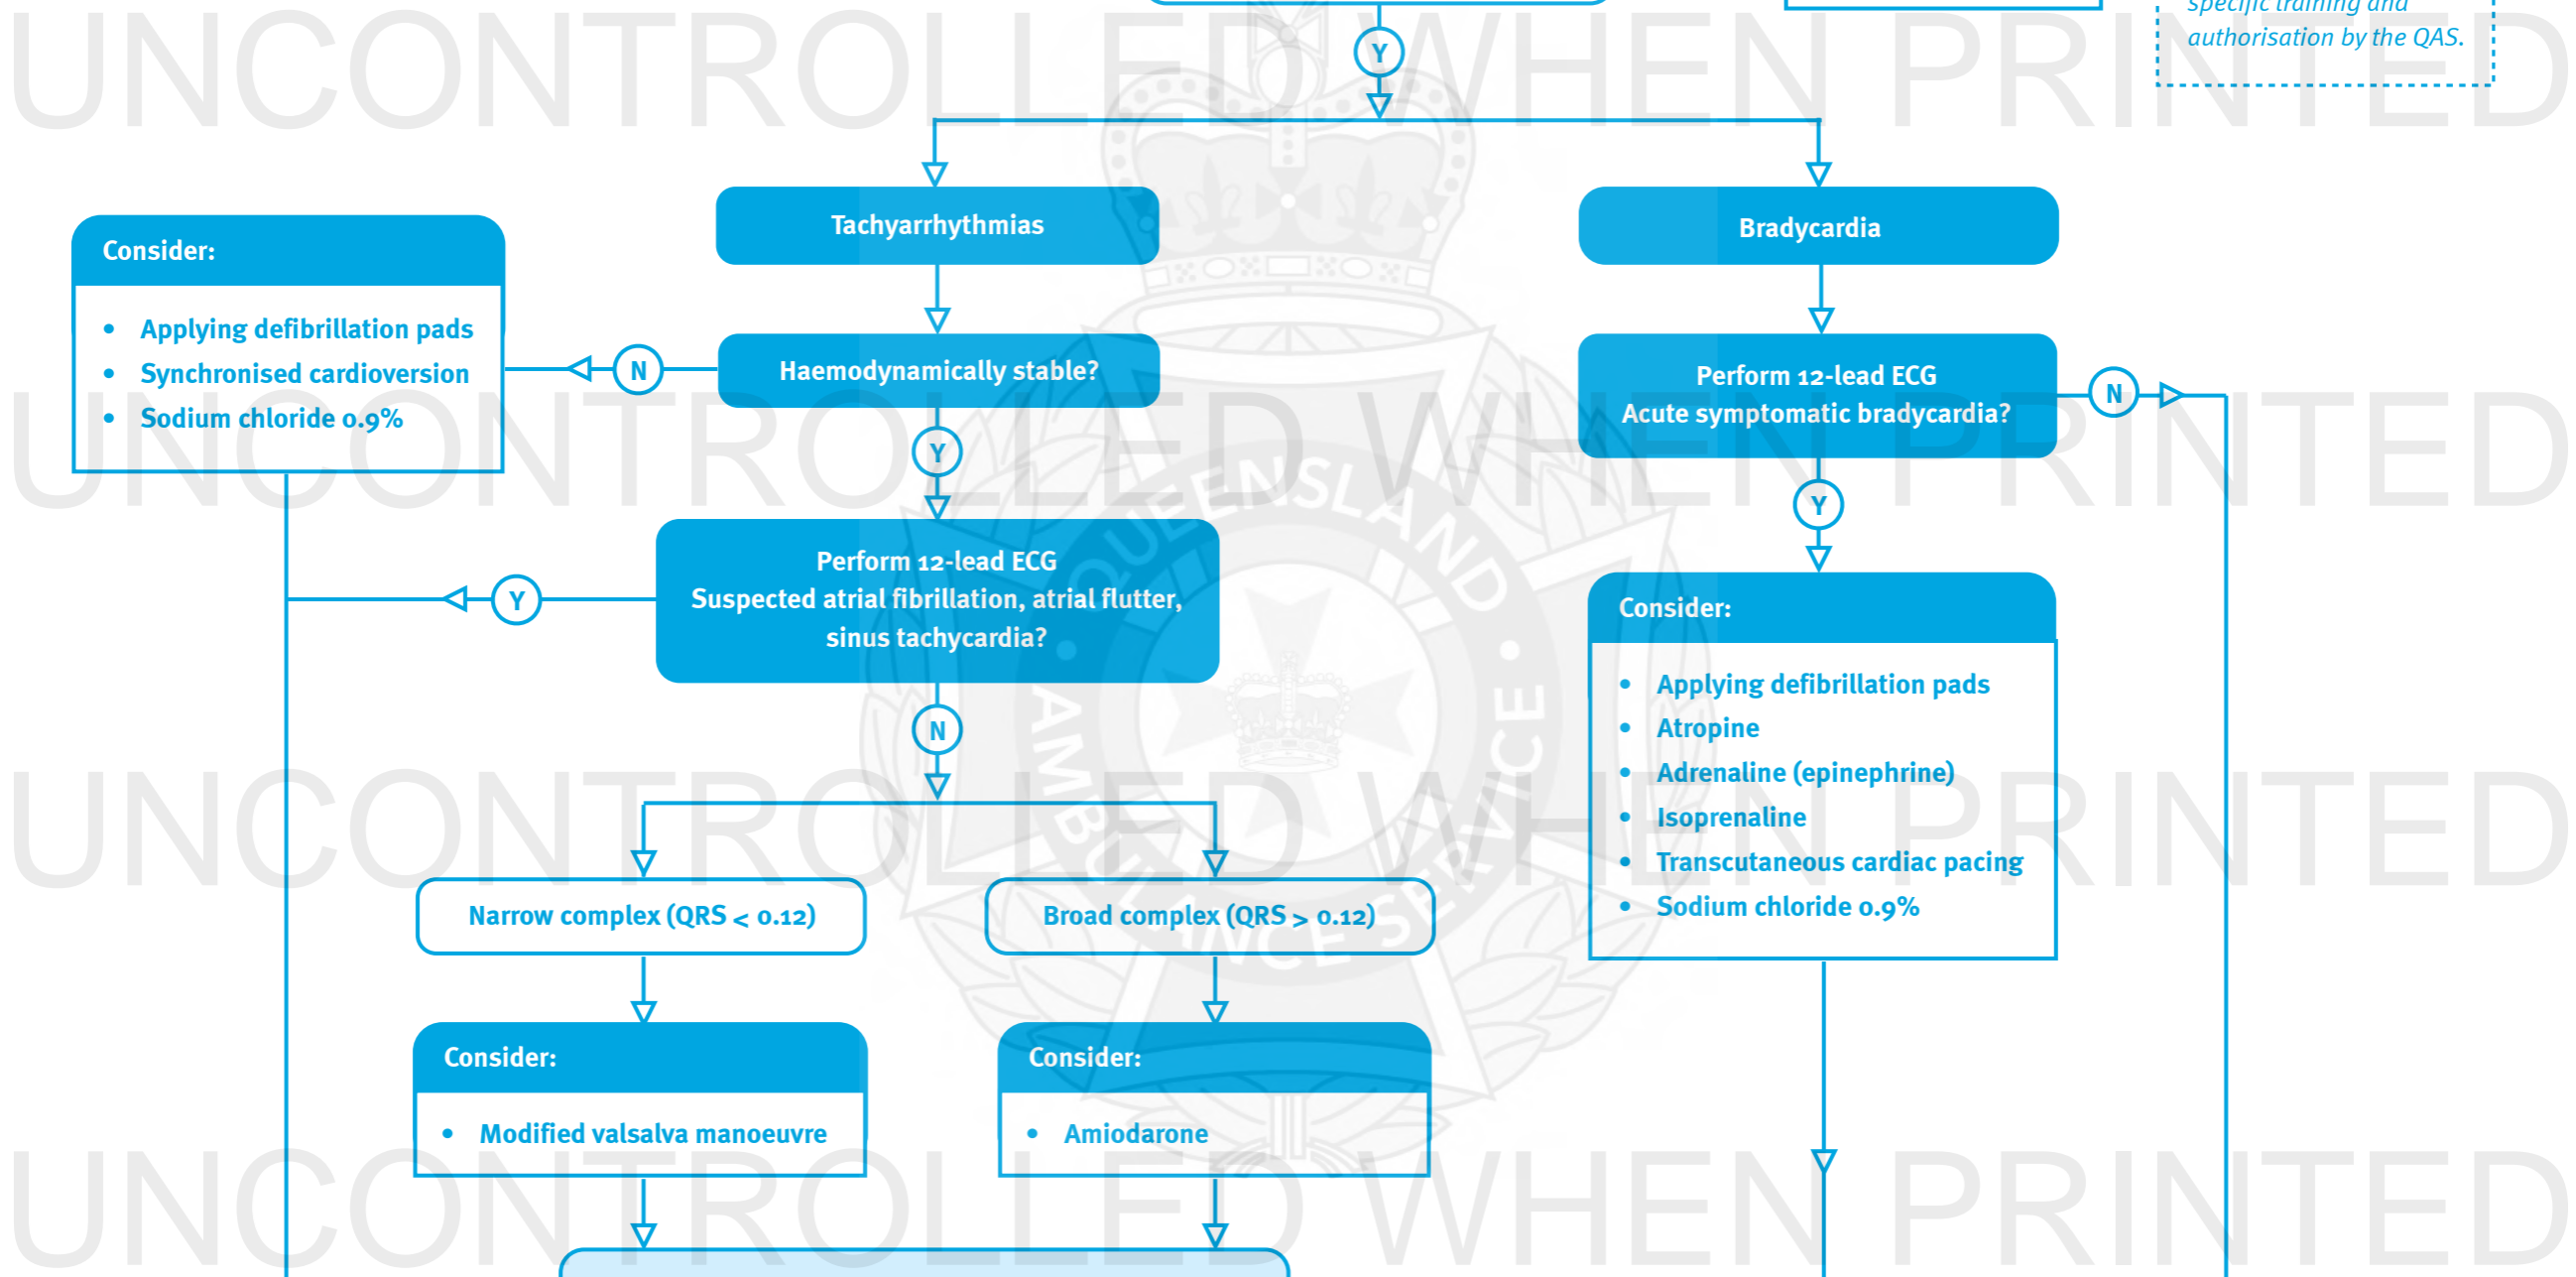 specific training and
authorisation by the QAS.
Y
Tachyarrhythmias
Bradycardia
Consider:
• Applying defibrillation pads
• Synchronised cardioversion
• Sodium chloride 0.9%
N
Haemodynamically stable?
Perform 12-lead ECG
Acute symptomatic bradycardia?
N
Y
Y
Perform 12-lead ECG
Suspected atrial fibrillation, atrial flutter,
sinus tachycardia?
Y
N
Consider:
• Applying defibrillation pads
• Atropine
• Adrenaline (epinephrine)
• Isoprenaline
• Transcutaneous cardiac pacing
• Sodium chloride 0.9%
Narrow complex (QRS < 0.12)
Broad complex (QRS > 0.12)
Consider:
• Modified valsalva manoeuvre
Consider:
• Amiodarone
UNCONTROLLED WHEN PRINTED
UNCONTROLLED WHEN PRINTED
UNCONTROLLED WHEN PRINTED
UNCONTROLLED WHEN PRINTED
QUEENSLAND
AMBULANCE SERVICE